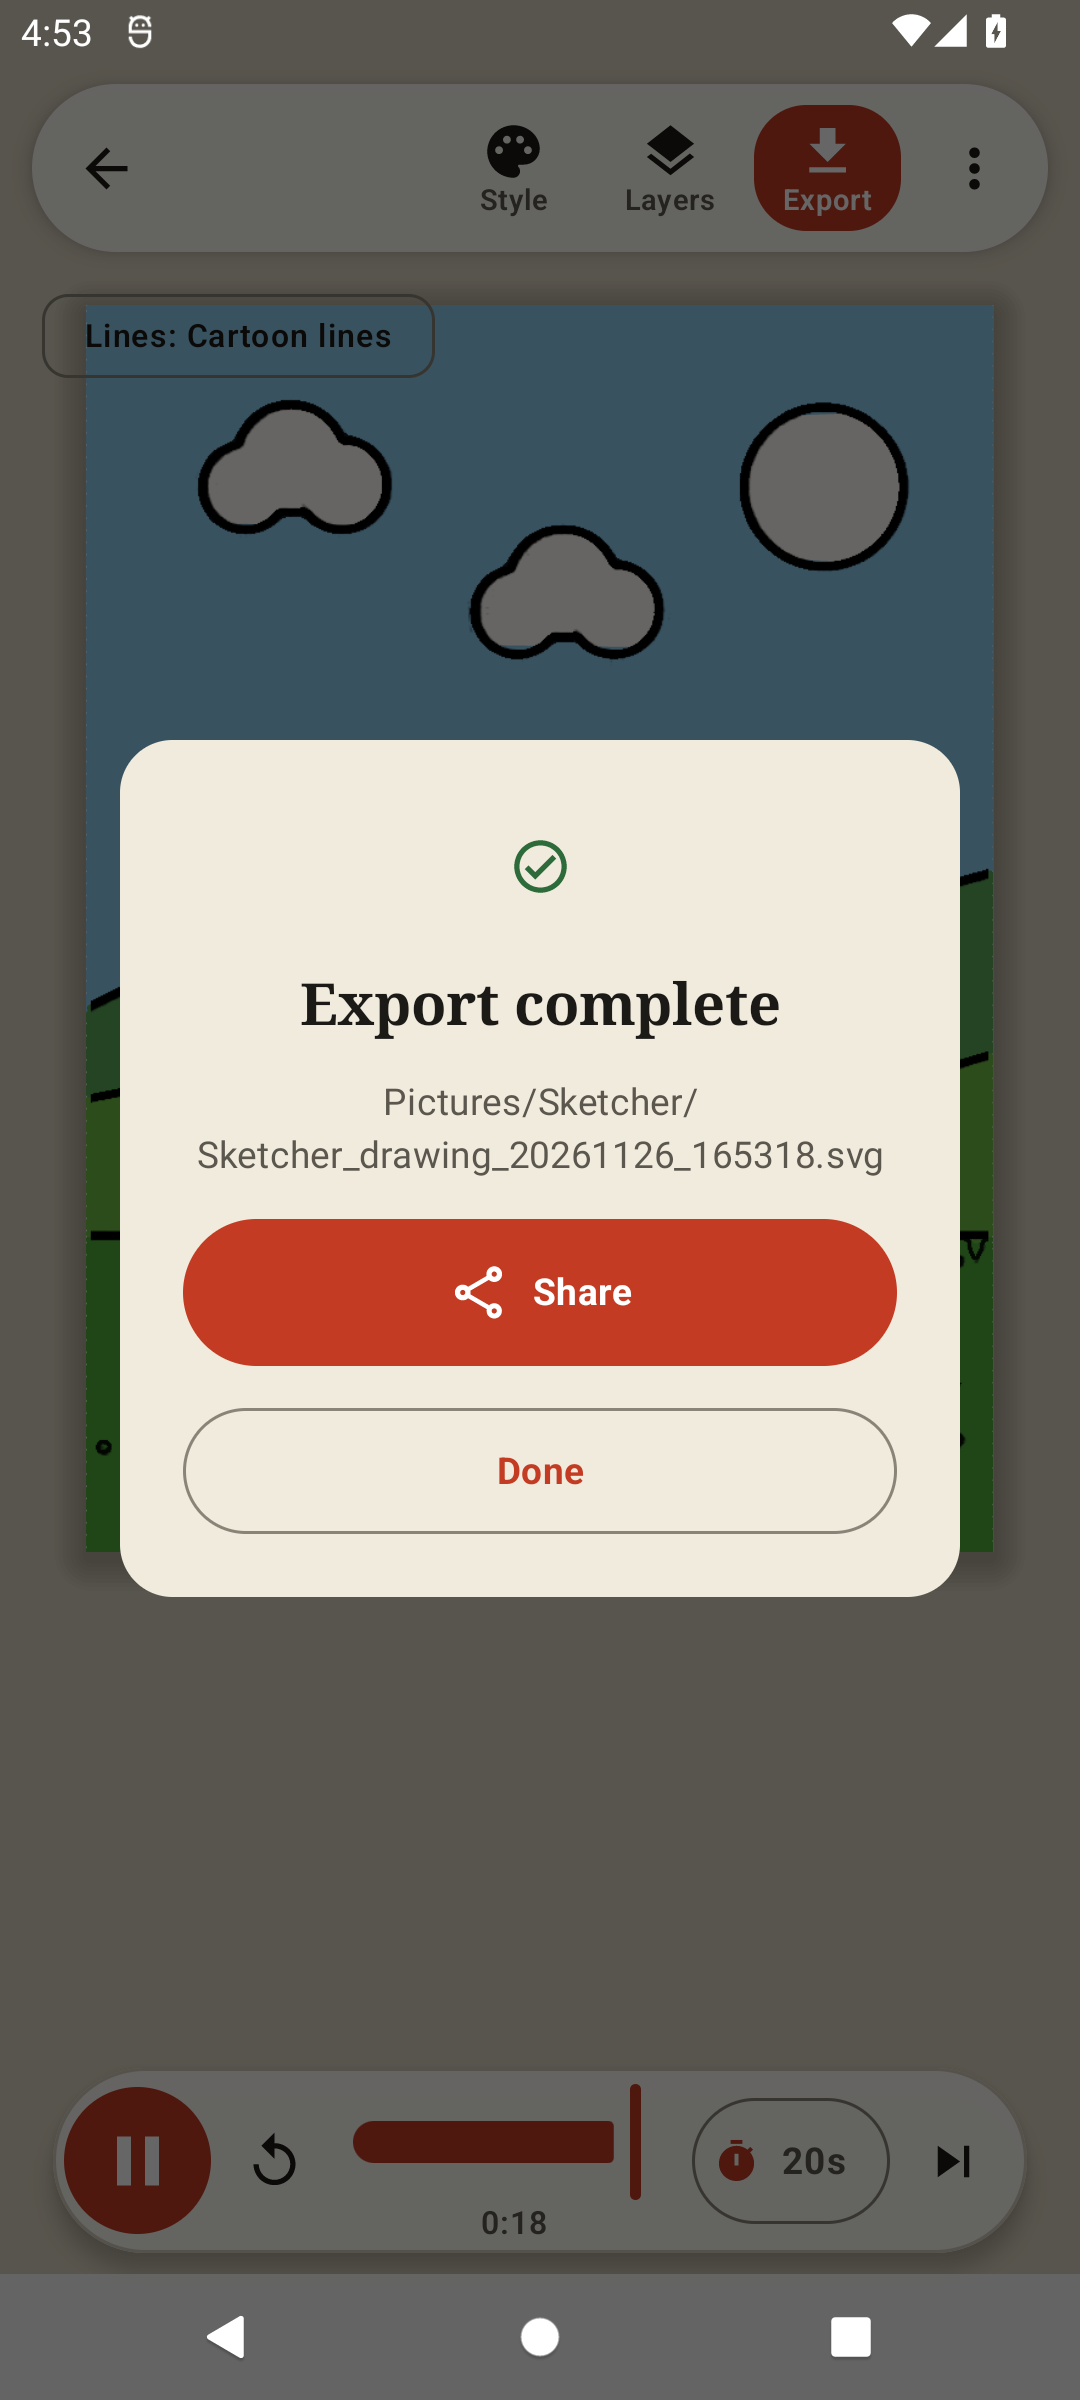 4:53
Style
Layers
Export
Lines: Cartoon lines
Export complete
Pictures/Sketcher/
Sketcher_drawing_20261126_165318.svg
Share
Done
0:18
20s